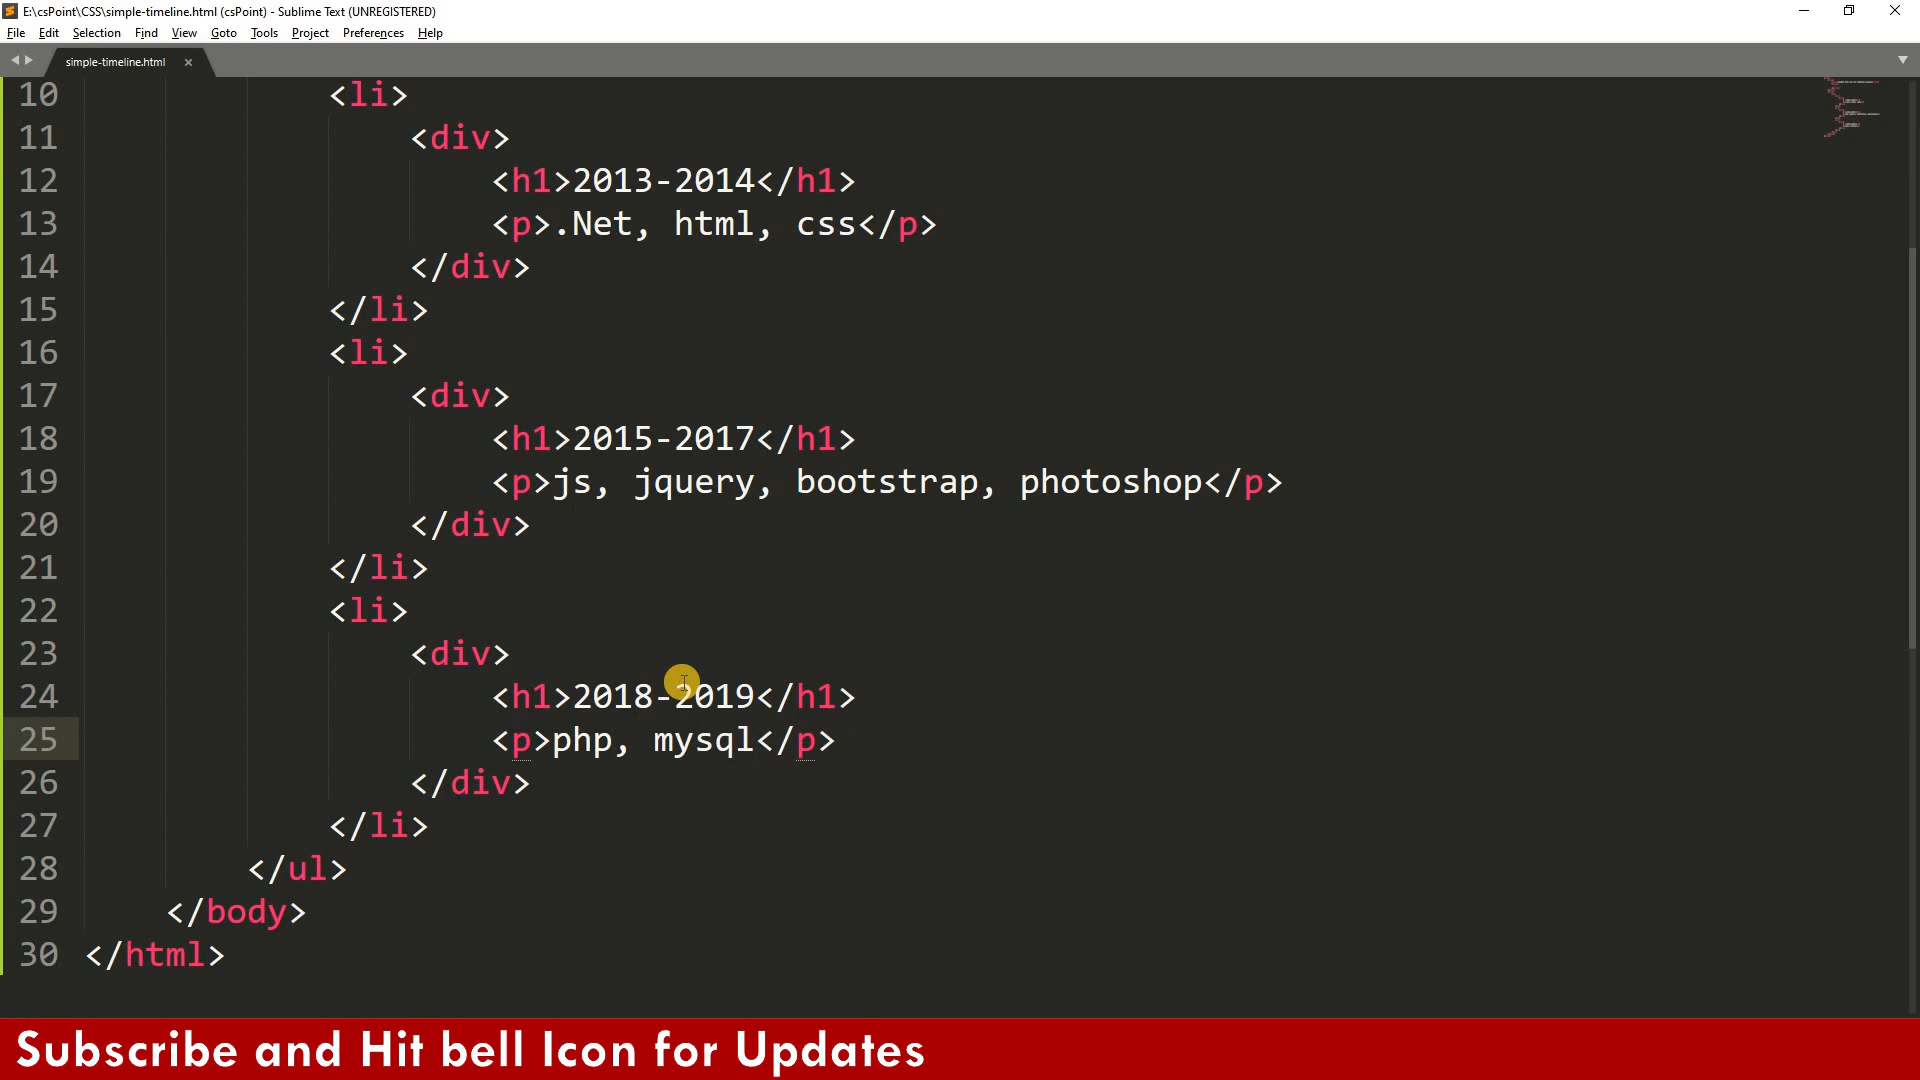 E:\csPoint\CSS\simple-timeline.html (csPoint) - Sublime Text (UNREGISTERED)
File Edit Selection Find View Goto Tools Project Preferences Help
simple-timeline.html
10 <li>
11 <div>
12 <h1>2013-2014</h1>
13 <p>.Net, html, css</p>
14 </div>
15 </li>
16 <li>
17 <div>
18 <h1>2015-2017</h1>
19 <p>js, jquery, bootstrap, photoshop</p>
20 </div>
21 </li>
22 <li>
23 <div>
24 <h1>2018-2019</h1>
25 <p>php, mysql</p>
26 </div>
27 </li>
28 </ul>
29 </body>
30 </html>
Subscribe and Hit bell Icon for Updates